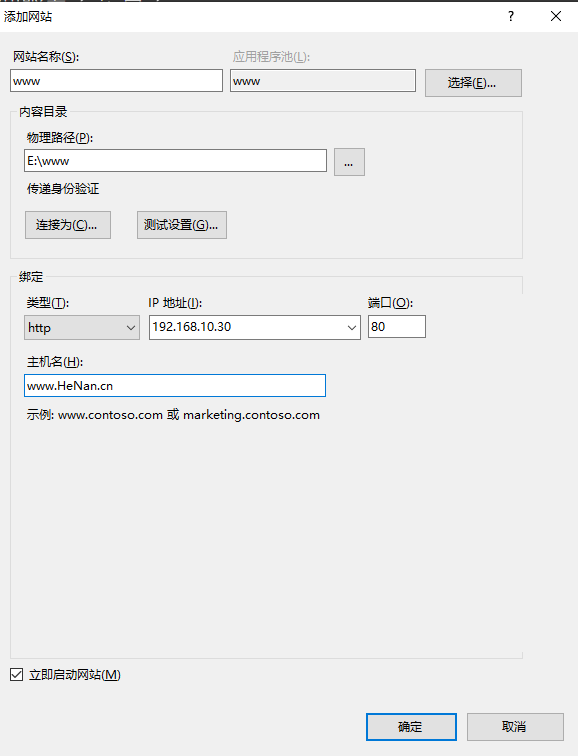 添加网站
网站名称(S): 应用程序池(L):
www www 选择(E)...
内容目录
物理路径(P):
E:\www ...
传递身份验证
连接为(C)... 测试设置(G)...
绑定
类型(T): IP 地址(I): 端口(O):
http 192.168.10.30 80
主机名(H):
www.HeNan.cn
示例: www.contoso.com 或 marketing.contoso.com
立即启动网站(M)
确定 取消